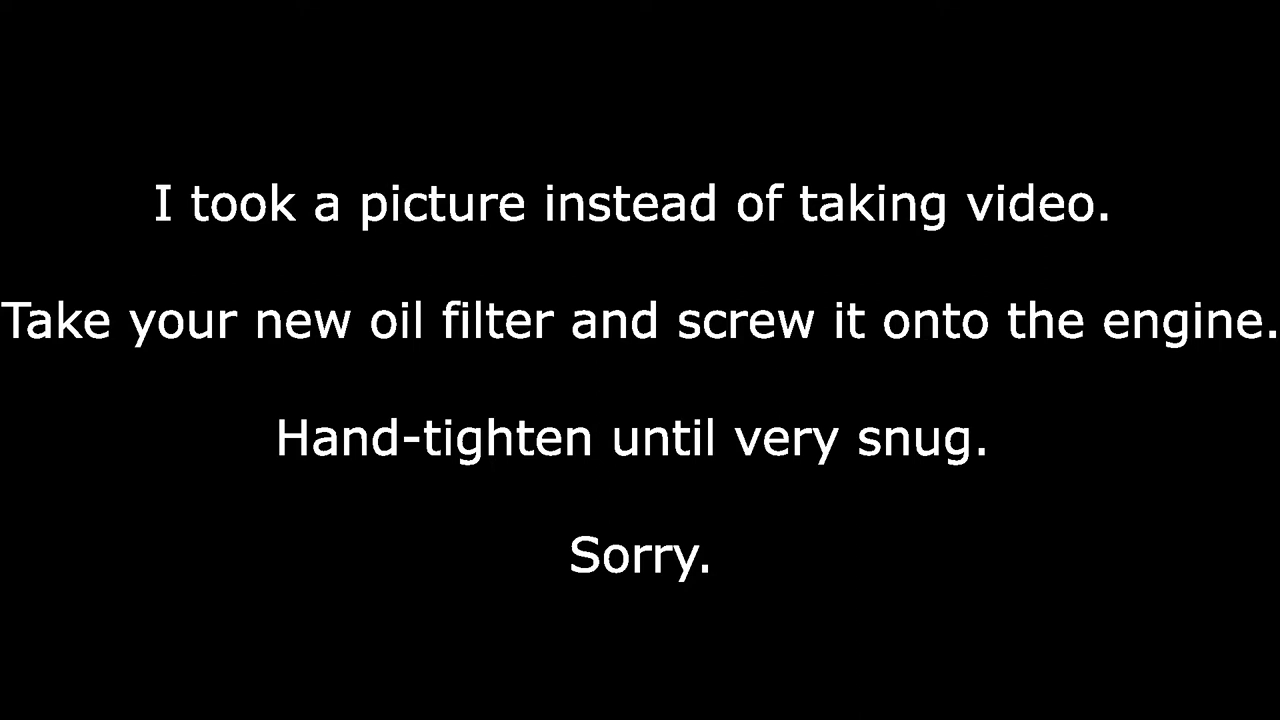 I took a picture instead of taking video.
Take your new oil filter and screw it onto the engine.
Hand-tighten until very snug.
Sorry.